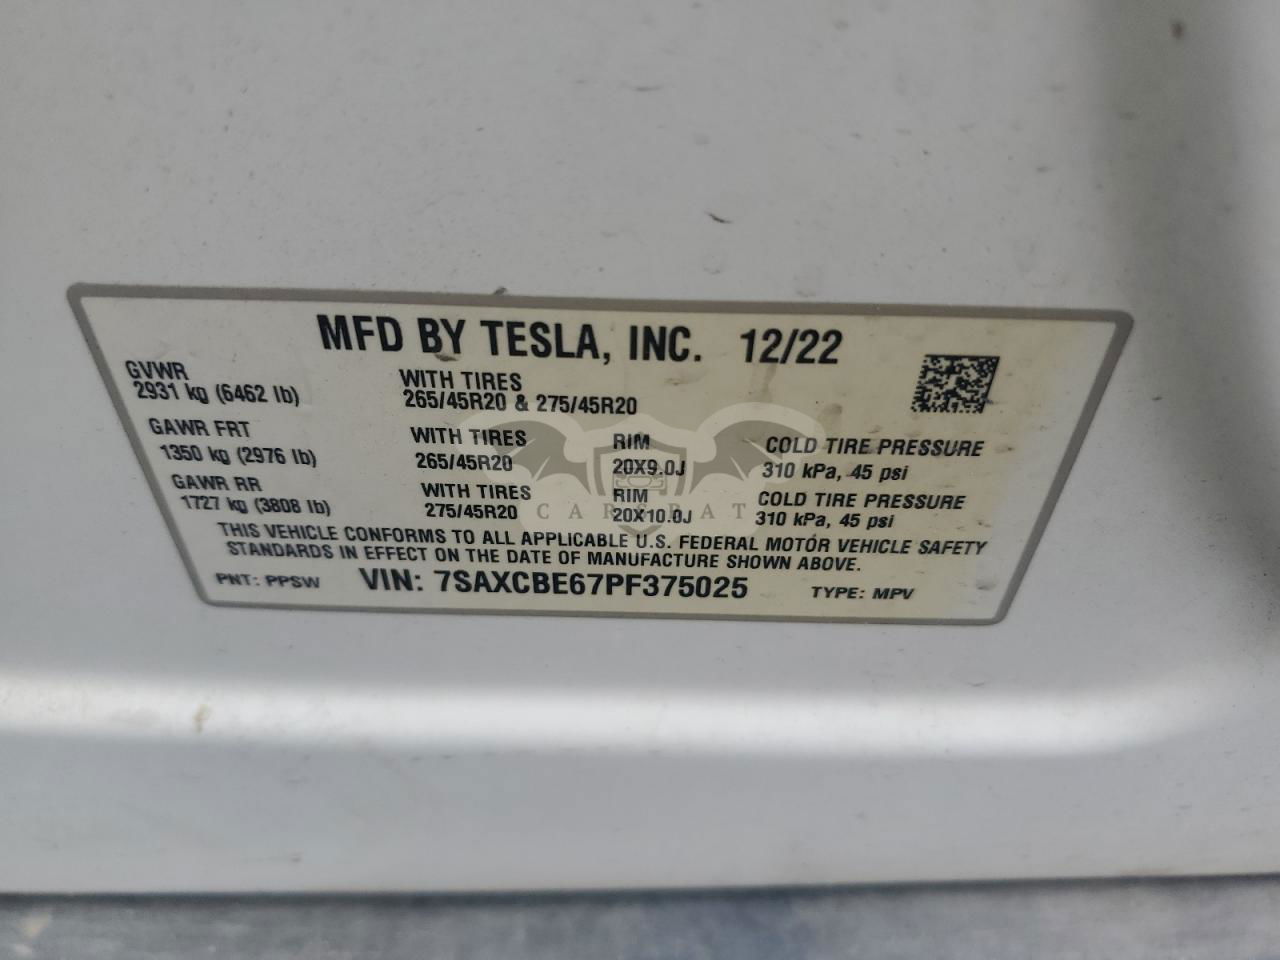 MFD BY TESLA, INC. 12/22
GVWR
2931 kg (6462 lb)
WITH TIRES
265/45R20 & 275/45R20
GAWR FRT
1350 kg (2976 lb)
WITH TIRES
265/45R20
RIM
20X9.0J
COLD TIRE PRESSURE
310 kPa, 45 psi
GAWR RR
1727 kg (3808 lb)
WITH TIRES
275/45R20
RIM
20X10.0J
COLD TIRE PRESSURE
310 kPa, 45 psi
CARSBAT
THIS VEHICLE CONFORMS TO ALL APPLICABLE U.S. FEDERAL MOTOR VEHICLE SAFETY
STANDARDS IN EFFECT ON THE DATE OF MANUFACTURE SHOWN ABOVE.
PNT: PPSW VIN: 7SAXCBE67PF375025 TYPE: MPV